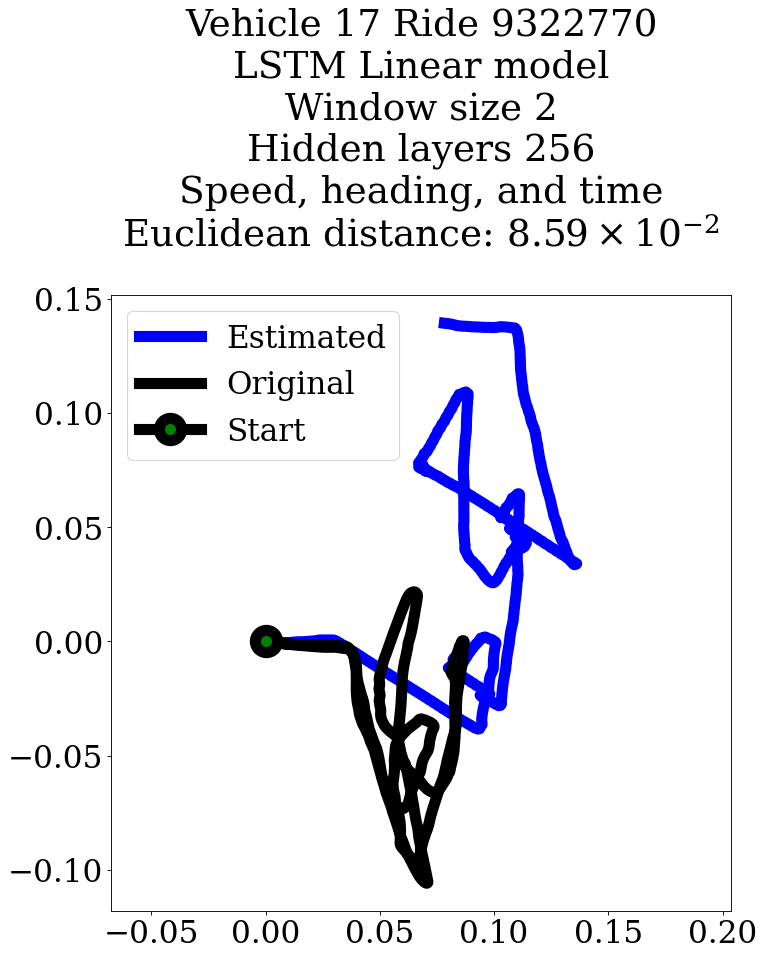 Vehicle 17 Ride 9322770
LSTM Linear model
Window size 2
Hidden layers 256
Speed, heading, and time
Euclidean distance: 8.59 × 10⁻²
0.15
0.10
0.05
0.00
−0.05
−0.10
Estimated
Original
Start
−0.05 0.00 0.05 0.10 0.15 0.20